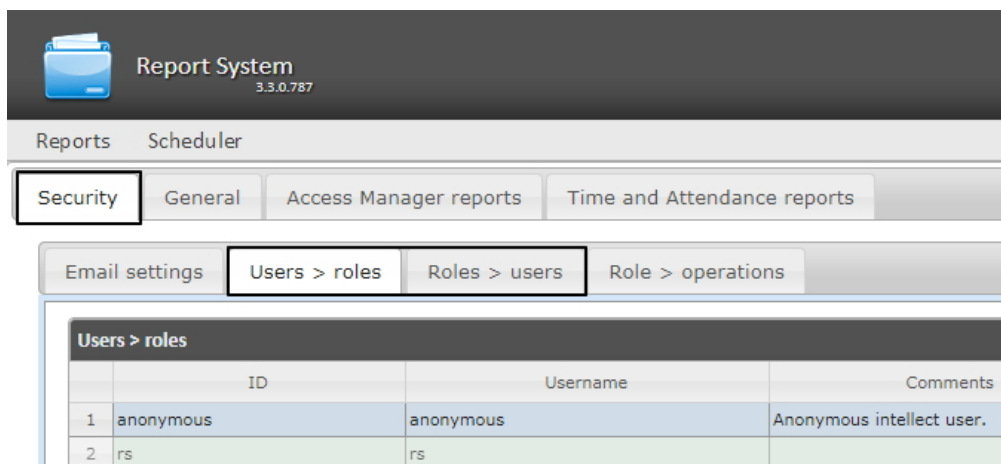 Report System
3.3.0.787
Reports Scheduler
Security General Access Manager reports Time and Attendance reports
Email settings Users > roles Roles > users Role > operations
Users > roles
ID Username Comments
1 anonymous anonymous Anonymous intellect user.
2 rs rs